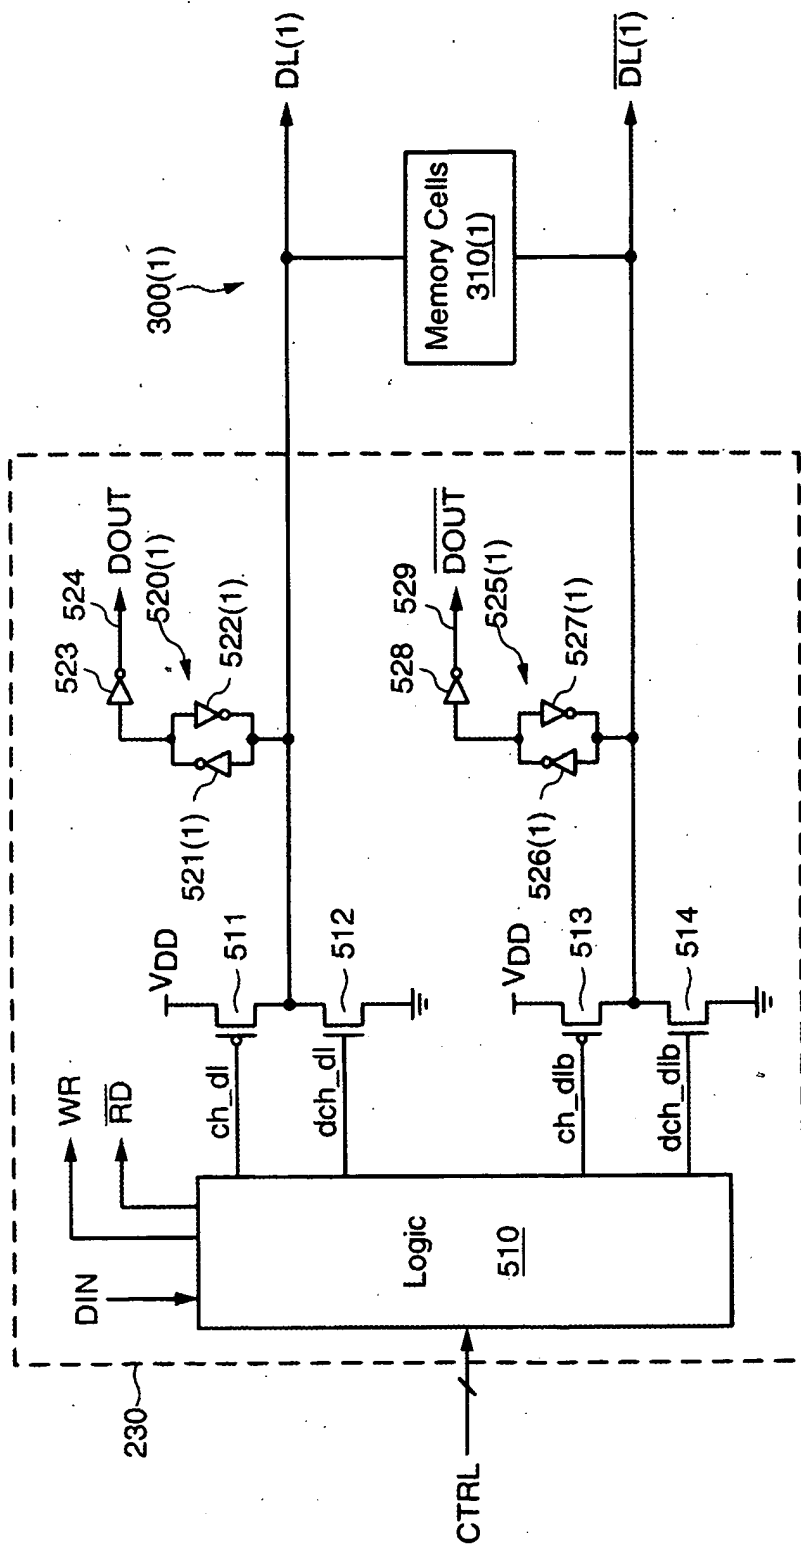 300(1)
DL(1)
DL(1)
Memory Cells
310(1)
230
DIN
WR
RD
CTRL
Logic
510
ch_dl
dch_dl
ch_dlb
dch_dlb
VDD
511
512
VDD
513
514
521(1)
522(1)
520(1)
523
524
DOUT
526(1)
527(1)
525(1)
528
529
DOUT